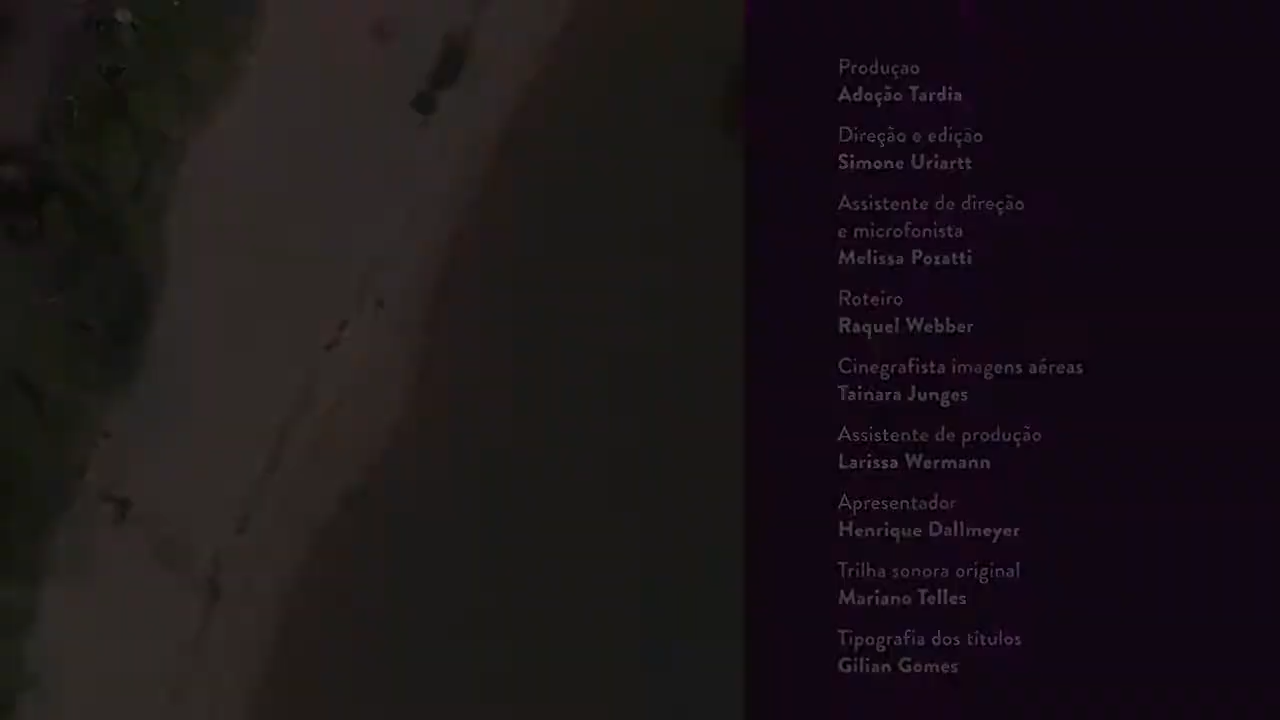 Produçao
Adoção Tardia
Direção e edição
Simone Uriartt
Assistente de direção
e microfonista
Melissa Pozatti
Roteiro
Raquel Webber
Cinegrafista imagens aéreas
Tainara Junges
Assistente de produção
Larissa Wermann
Apresentador
Henrique Dallmeyer
Trilha sonora original
Mariano Telles
Tipografia dos títulos
Gilian Gomes